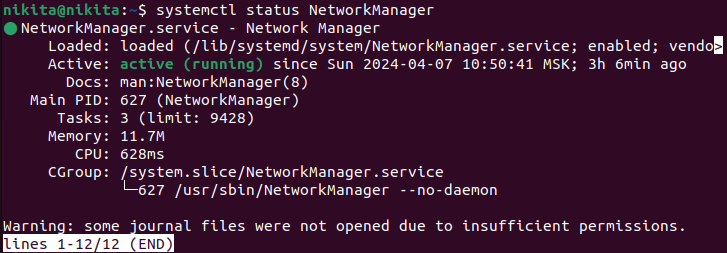 nikita@nikita:~$ systemctl status NetworkManager
● NetworkManager.service - Network Manager
     Loaded: loaded (/lib/systemd/system/NetworkManager.service; enabled; vendo>
     Active: active (running) since Sun 2024-04-07 10:50:41 MSK; 3h 6min ago
       Docs: man:NetworkManager(8)
   Main PID: 627 (NetworkManager)
      Tasks: 3 (limit: 9428)
     Memory: 11.7M
        CPU: 628ms
     CGroup: /system.slice/NetworkManager.service
             └─627 /usr/sbin/NetworkManager --no-daemon

Warning: some journal files were not opened due to insufficient permissions.
lines 1-12/12 (END)